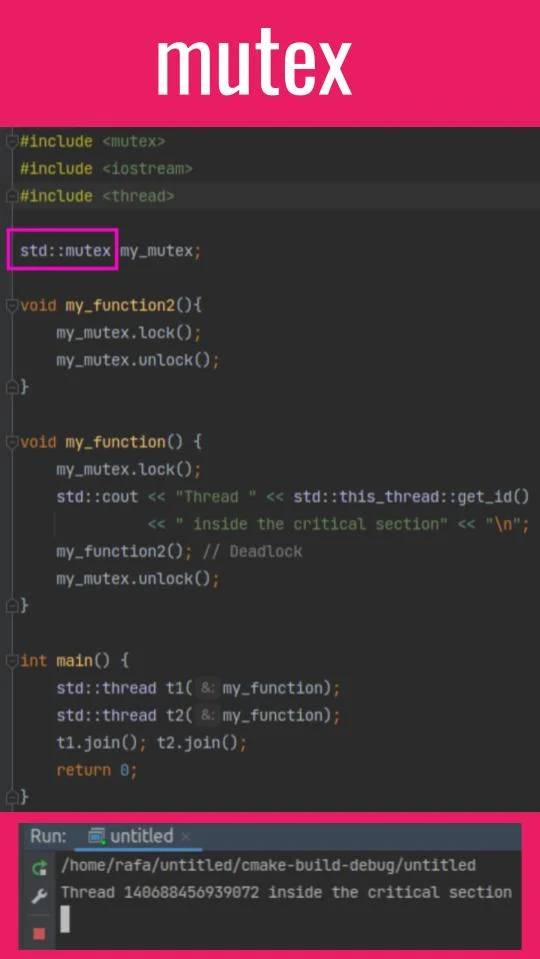 mutex
#include <mutex>
#include <iostream>
#include <thread>
std::mutex my_mutex;
void my_function2(){
my_mutex.lock();
my_mutex.unlock();
}
void my_function() {
my_mutex.lock();
std::cout << "Thread " << std::this_thread::get_id()
<< " inside the critical section" << "\n";
my_function2(); // Deadlock
my_mutex.unlock();
}
int main() {
std::thread t1( &: my_function);
std::thread t2( &: my_function);
t1.join(); t2.join();
return 0;
}
Run: untitled ×
/home/rafa/untitled/cmake-build-debug/untitled
Thread 140688456939072 inside the critical section